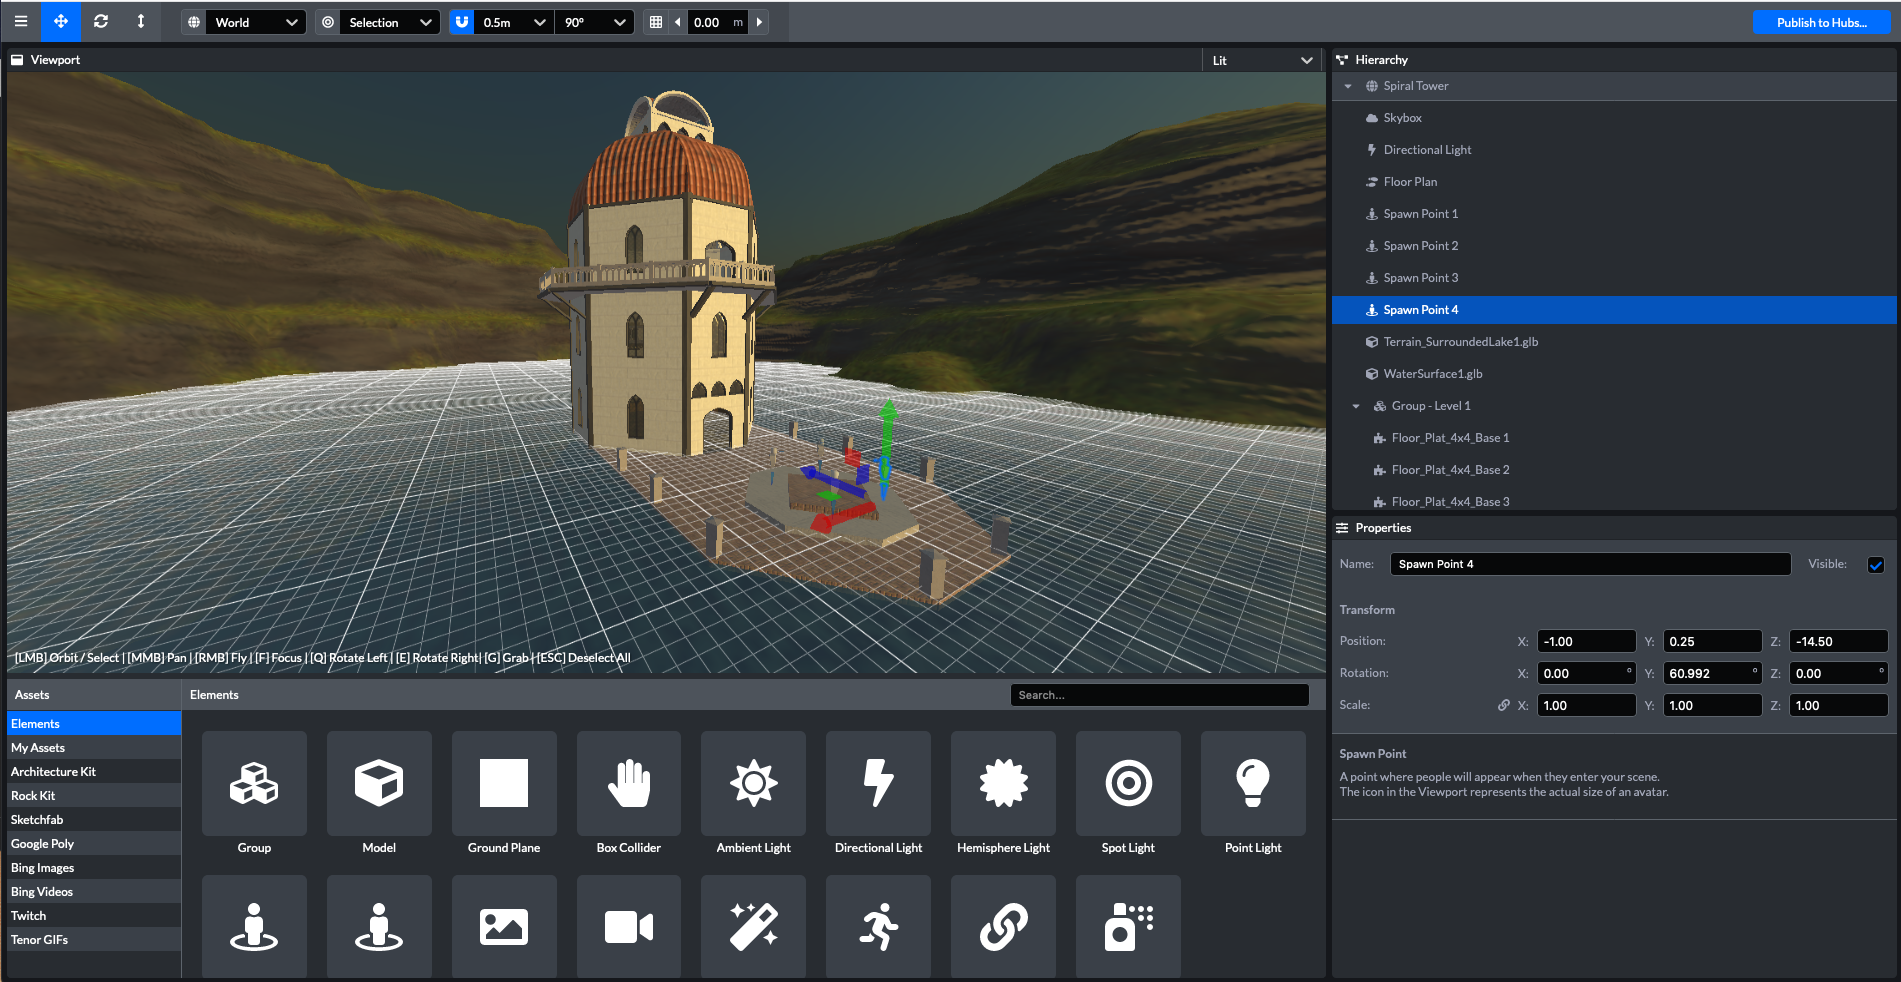 World
Selection
0.5m
90º
0.00 m
Publish to Hubs...
Viewport
Lit
[LMB] Orbit / Select | [MMB] Pan | [RMB] Fly | [F] Focus | [Q] Rotate Left | [E] Rotate Right| [G] Grab | [ESC] Deselect All
Hierarchy
Spiral Tower
Skybox
Directional Light
Floor Plan
Spawn Point 1
Spawn Point 2
Spawn Point 3
Spawn Point 4
Terrain_SurroundedLake1.glb
WaterSurface1.glb
Group - Level 1
Floor_Plat_4x4_Base 1
Floor_Plat_4x4_Base 2
Floor_Plat_4x4_Base 3
Properties
Name: Spawn Point 4 Visible:
Transform
Position: X: -1.00 Y: 0.25 Z: -14.50
Rotation: X: 0.00 ° Y: 60.992 ° Z: 0.00 °
Scale: X: 1.00 Y: 1.00 Z: 1.00
Spawn Point
A point where people will appear when they enter your scene.
The icon in the Viewport represents the actual size of an avatar.
Assets
Elements
My Assets
Architecture Kit
Rock Kit
Sketchfab
Google Poly
Bing Images
Bing Videos
Twitch
Tenor GIFs
Elements
Search...
Group
Model
Ground Plane
Box Collider
Ambient Light
Directional Light
Hemisphere Light
Spot Light
Point Light